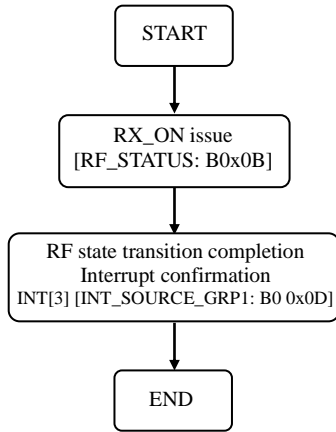 START
RX_ON issue
[RF_STATUS: B0x0B]
RF state transition completion
Interrupt confirmation
INT[3] [INT_SOURCE_GRP1: B0 0x0D]
END